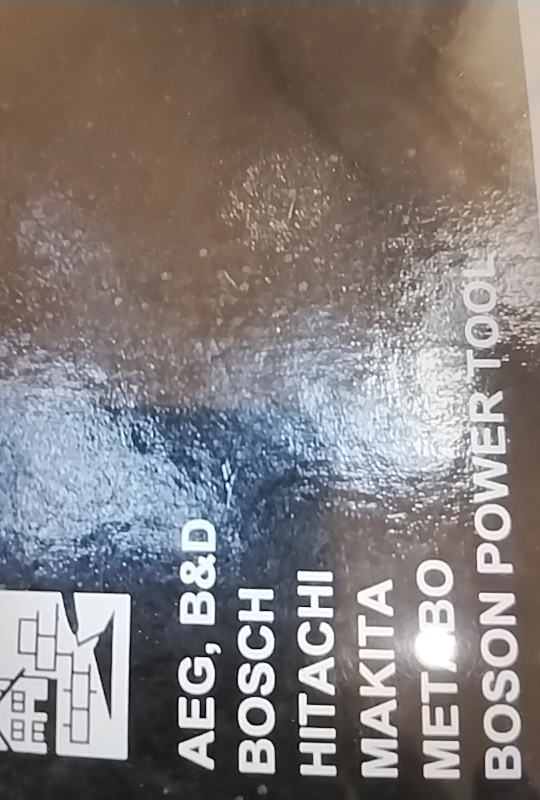 AEG, B&D
BOSCH
HITACHI
MAKITA
METABO
BOSON POWER TOOL